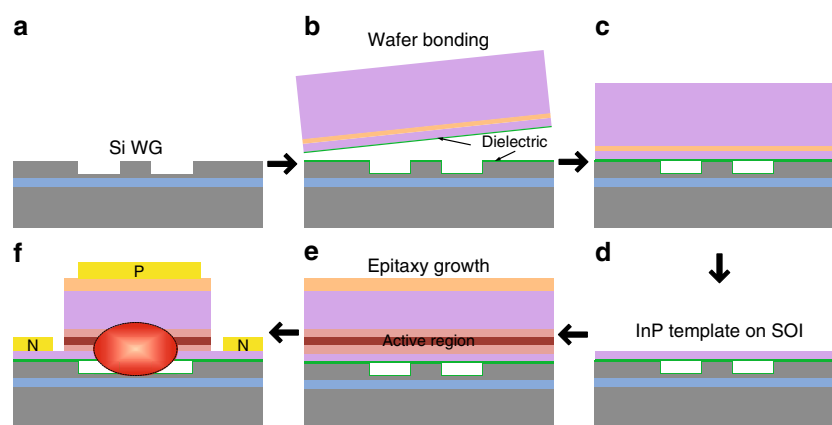 a
Si WG
b
Wafer bonding
Dielectric
c
d
InP template on SOI
e
Epitaxy growth
Active region
f
P
N
N